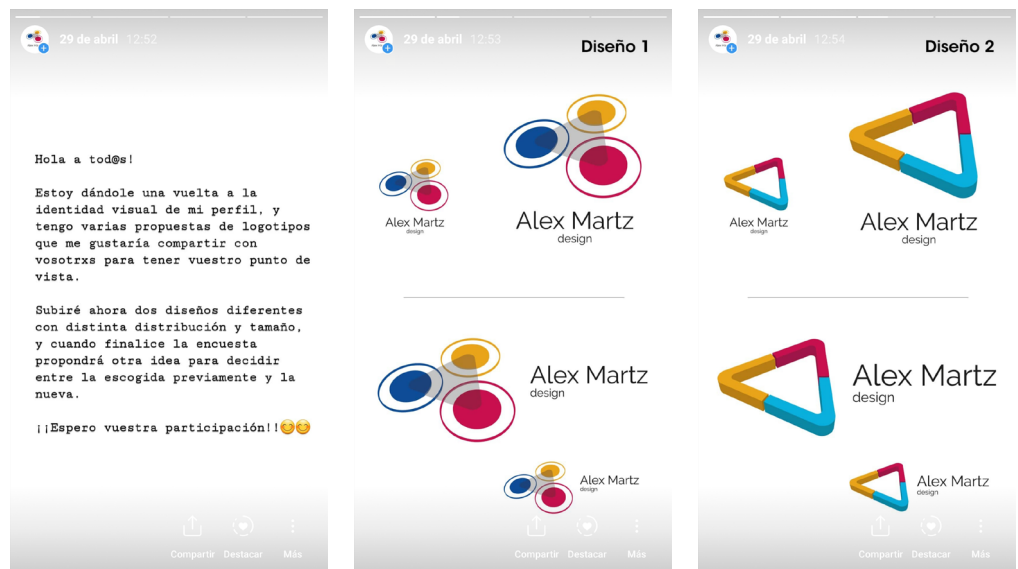 29 de abril 12:52
Hola a tod@s!
Estoy dándole una vuelta a la
identidad visual de mi perfil, y
tengo varias propuestas de logotipos
que me gustaría compartir con
vosotrxs para tener vuestro punto de
vista.
Subiré ahora dos diseños diferentes
con distinta distribución y tamaño,
y cuando finalice la encuesta
propondrá otra idea para decidir
entre la escogida previamente y la
nueva.
¡¡Espero vuestra participación!!😊😊
Compartir Destacar Más
29 de abril 12:53
Diseño 1
Alex Martz
design
Alex Martz
design
Alex Martz
design
Alex Martz
design
Compartir Destacar Más
29 de abril 12:54
Diseño 2
Alex Martz
design
Alex Martz
design
Alex Martz
design
Alex Martz
design
Compartir Destacar Más